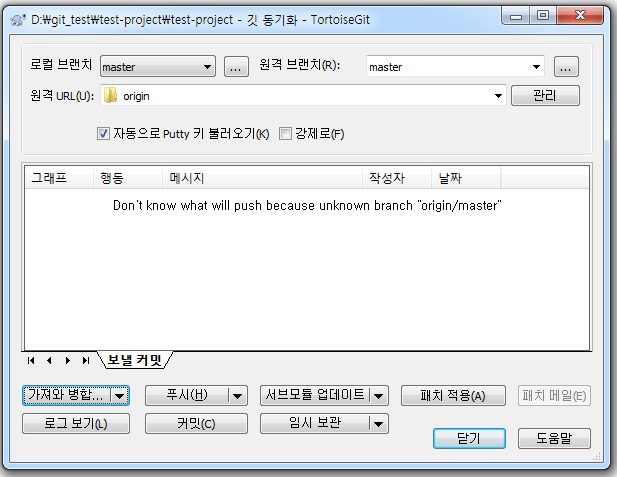 D:\git_test\test-project\test-project - 깃 동기화 - TortoiseGit
로컬 브랜치 master ... 원격 브랜치(R): master ...
원격 URL(U): origin 관리
자동으로 Putty 키 불러오기(K) 강제로(F)
그래프 행동 메시지 작성자 날짜
Don't know what will push because unknown branch "origin/master"
보낼 커밋
가져와 병합... 푸시(H) 서브모듈 업데이트 패치 적용(A) 패치 메일(E)
로그 보기(L) 커밋(C) 임시 보관
닫기 도움말